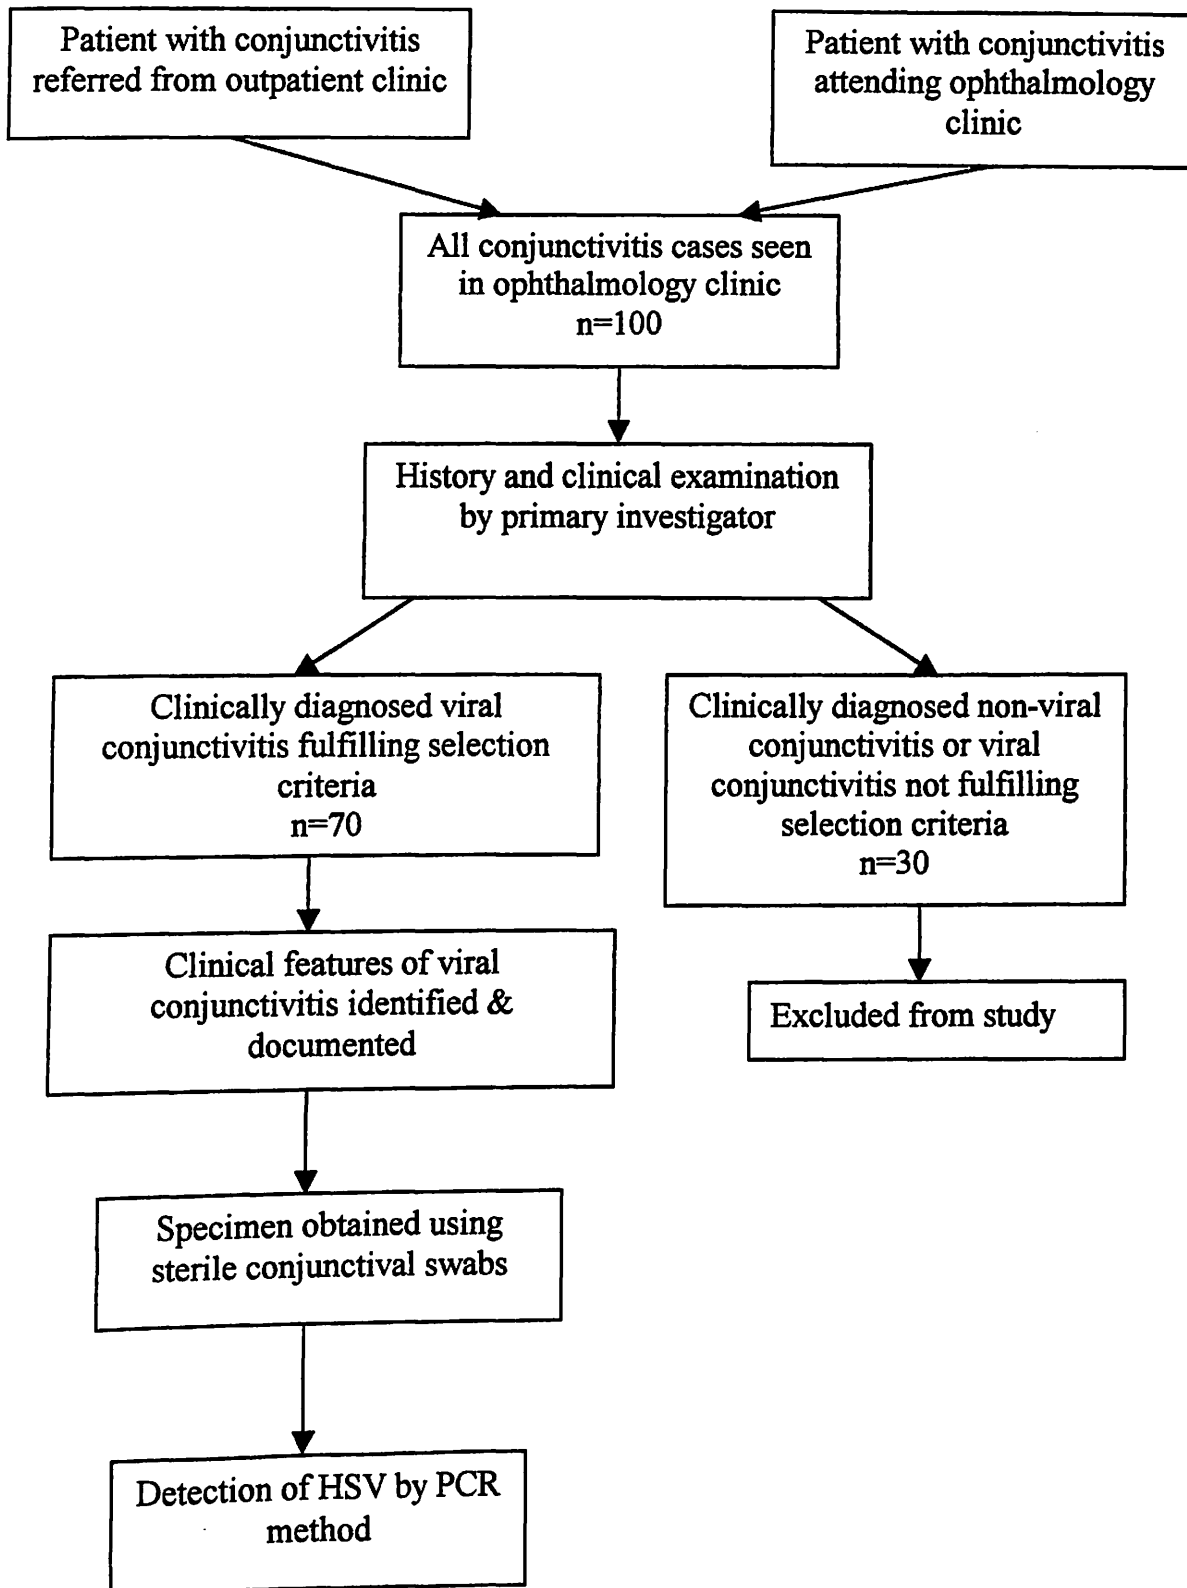 Patient with conjunctivitis
referred from outpatient clinic
Patient with conjunctivitis
attending ophthalmology
clinic
All conjunctivitis cases seen
in ophthalmology clinic
n=100
History and clinical examination
by primary investigator
Clinically diagnosed viral
conjunctivitis fulfilling selection
criteria
n=70
Clinically diagnosed non-viral
conjunctivitis or viral
conjunctivitis not fulfilling
selection criteria
n=30
Clinical features of viral
conjunctivitis identified &
documented
Excluded from study
Specimen obtained using
sterile conjunctival swabs
Detection of HSV by PCR
method